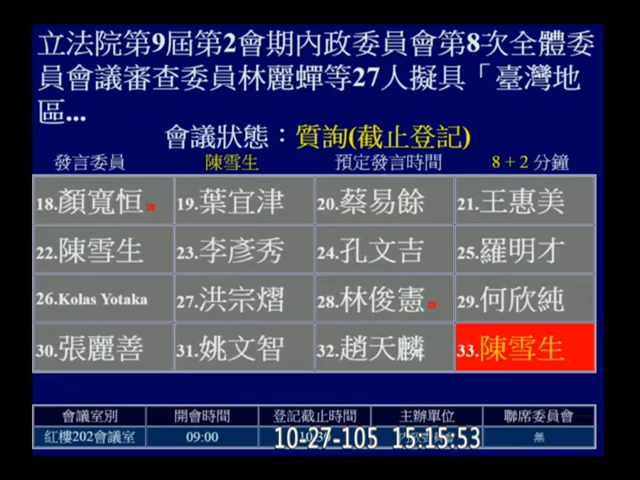 立法院第9屆第2會期內政委員會第8次全體委
員會議審查委員林麗蟬等27人擬具「臺灣地
區...
會議狀態：質詢(截止登記)
發言委員 陳雪生 預定發言時間 8 + 2 分鐘
18.顏寬恒 19.葉宜津 20.蔡易餘 21.王惠美
22.陳雪生 23.李彥秀 24.孔文吉 25.羅明才
26.Kolas Yotaka 27.洪宗熠 28.林俊憲 29.何欣純
30.張麗善 31.姚文智 32.趙天麟 33.陳雪生
會議室別 開會時間 登記截止時間 主辦單位 聯席委員會
紅樓202會議室 09:00 無
10-27-105 15:15:53